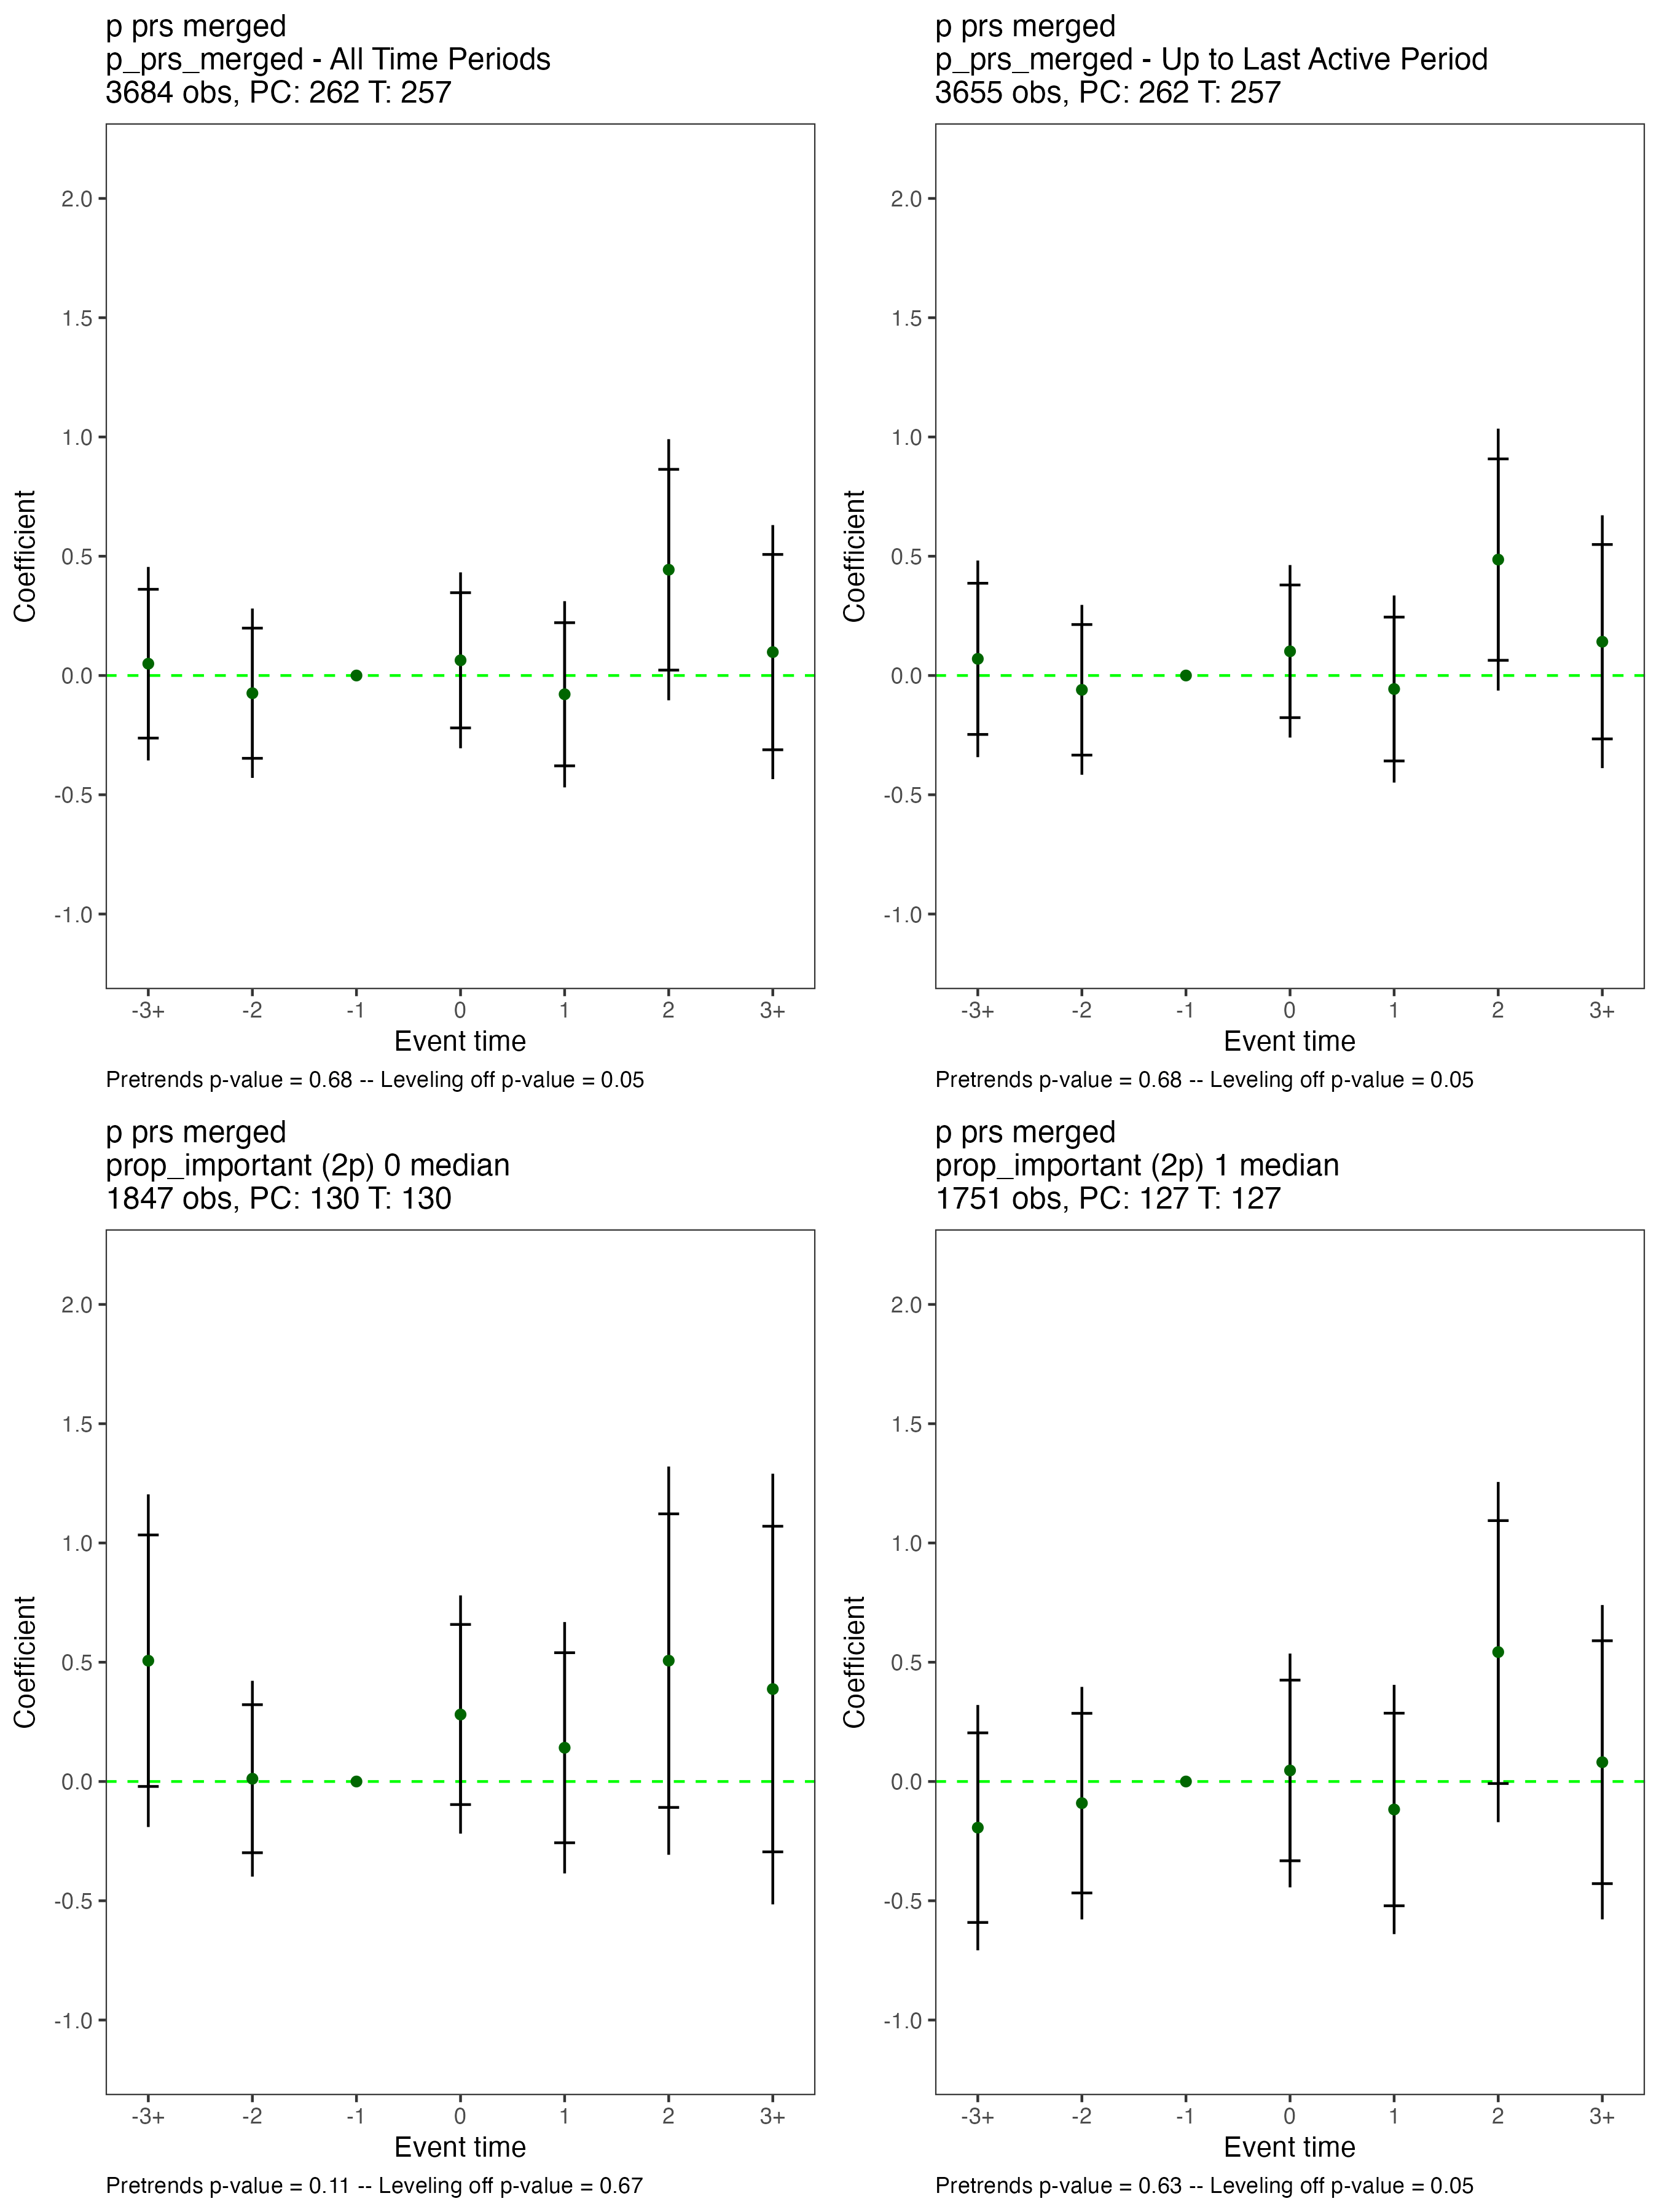 p prs merged
p_prs_merged - All Time Periods
3684 obs, PC: 262 T: 257
Coefficient
2.0
1.5
1.0
0.5
0.0
-0.5
-1.0
-3+ -2 -1 0 1 2 3+
Event time
Pretrends p-value = 0.68 -- Leveling off p-value = 0.05
p prs merged
p_prs_merged - Up to Last Active Period
3655 obs, PC: 262 T: 257
Coefficient
2.0
1.5
1.0
0.5
0.0
-0.5
-1.0
-3+ -2 -1 0 1 2 3+
Event time
Pretrends p-value = 0.68 -- Leveling off p-value = 0.05
p prs merged
prop_important (2p) 0 median
1847 obs, PC: 130 T: 130
Coefficient
2.0
1.5
1.0
0.5
0.0
-0.5
-1.0
-3+ -2 -1 0 1 2 3+
Event time
Pretrends p-value = 0.11 -- Leveling off p-value = 0.67
p prs merged
prop_important (2p) 1 median
1751 obs, PC: 127 T: 127
Coefficient
2.0
1.5
1.0
0.5
0.0
-0.5
-1.0
-3+ -2 -1 0 1 2 3+
Event time
Pretrends p-value = 0.63 -- Leveling off p-value = 0.05